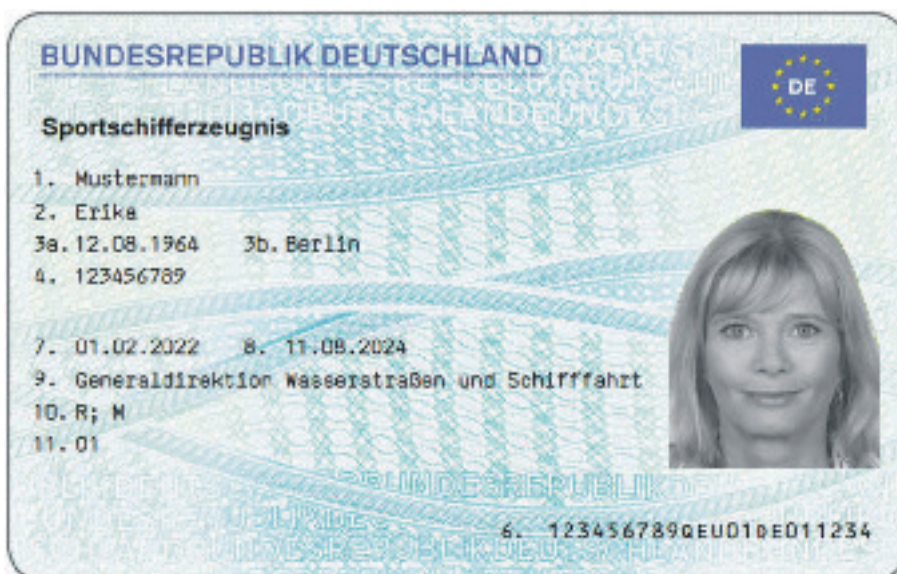 BUNDESREPUBLIK DEUTSCHLAND
DE
Sportschifferzeugnis
1. Mustermann
2. Erika
3a. 12.08.1964 3b. Berlin
4. 123456789
7. 01.02.2022 8. 11.08.2024
9. Generaldirektion Wasserstraßen und Schifffahrt
10. R; M
11. 01
6. 123456789QEU01DE011234